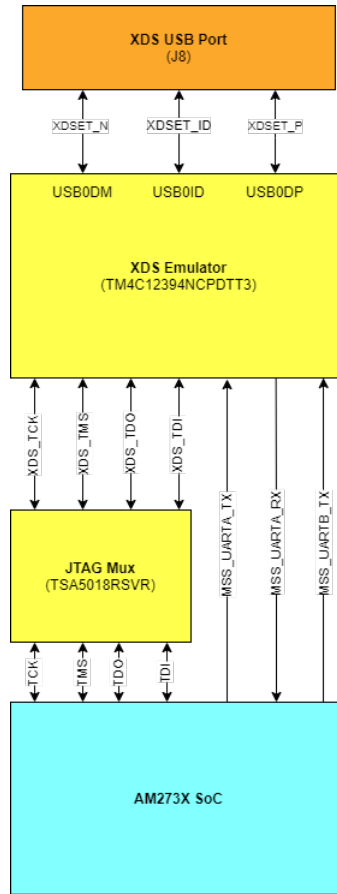 XDS USB Port
(J8)
XDSET_N
XDSET_ID
XDSET_P
USB0DM
USB0ID
USB0DP
XDS Emulator
(TM4C12394NCPDTT3)
XDS_TCK
XDS_TMS
XDS_TDO
XDS_TDI
MSS_UARTA_TX
MSS_UARTA_RX
MSS_UARTB_TX
JTAG Mux
(TSA5018RSVR)
TCK
TMS
TDO
TDI
AM273X SoC